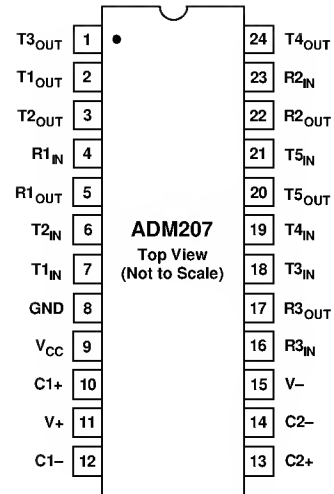 T3OUT 1 24 T4OUT
T1OUT 2 23 R2IN
T2OUT 3 22 R2OUT
R1IN 4 21 T5IN
R1OUT 5 20 T5OUT
T2IN 6 ADM207 19 T4IN
Top View
T1IN 7 (Not to Scale) 18 T3IN
GND 8 17 R3OUT
VCC 9 16 R3IN
C1+ 10 15 V–
V+ 11 14 C2–
C1– 12 13 C2+